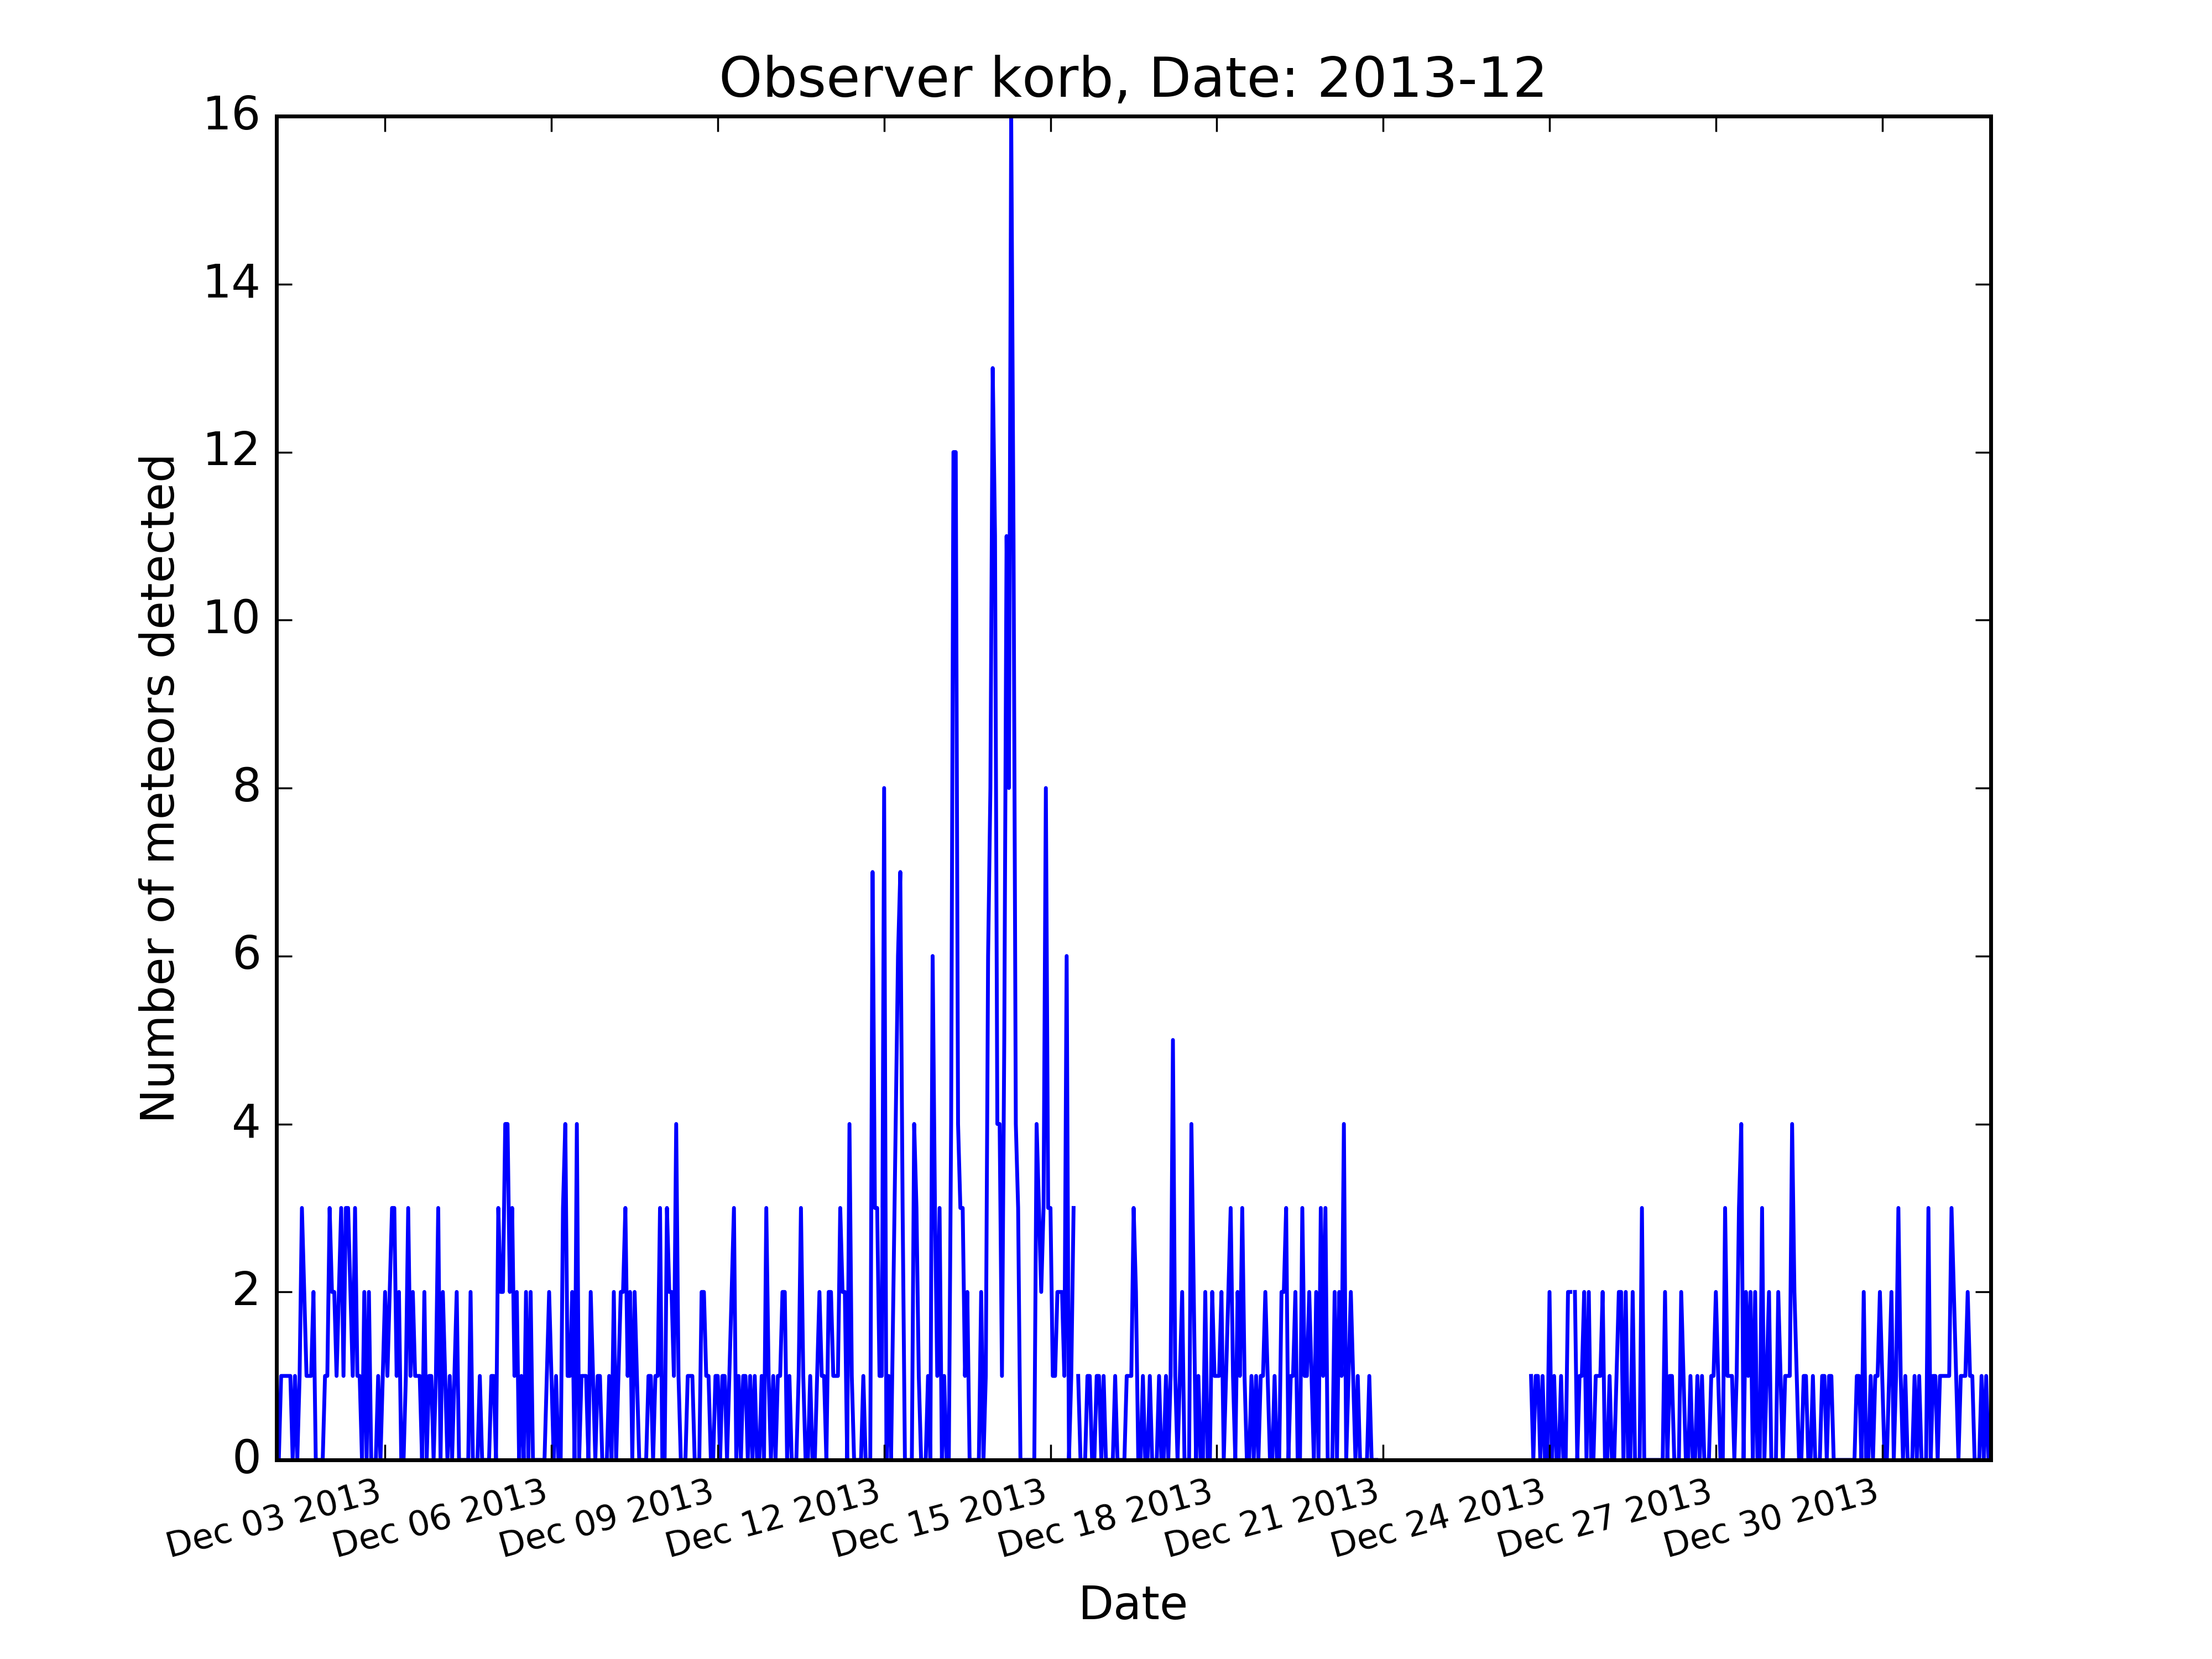 Observer korb, Date: 2013-12
16
14
12
10
8
6
4
2
0
Number of meteors detected
Dec 03 2013
Dec 06 2013
Dec 09 2013
Dec 12 2013
Dec 15 2013
Dec 18 2013
Dec 21 2013
Dec 24 2013
Dec 27 2013
Dec 30 2013
Date